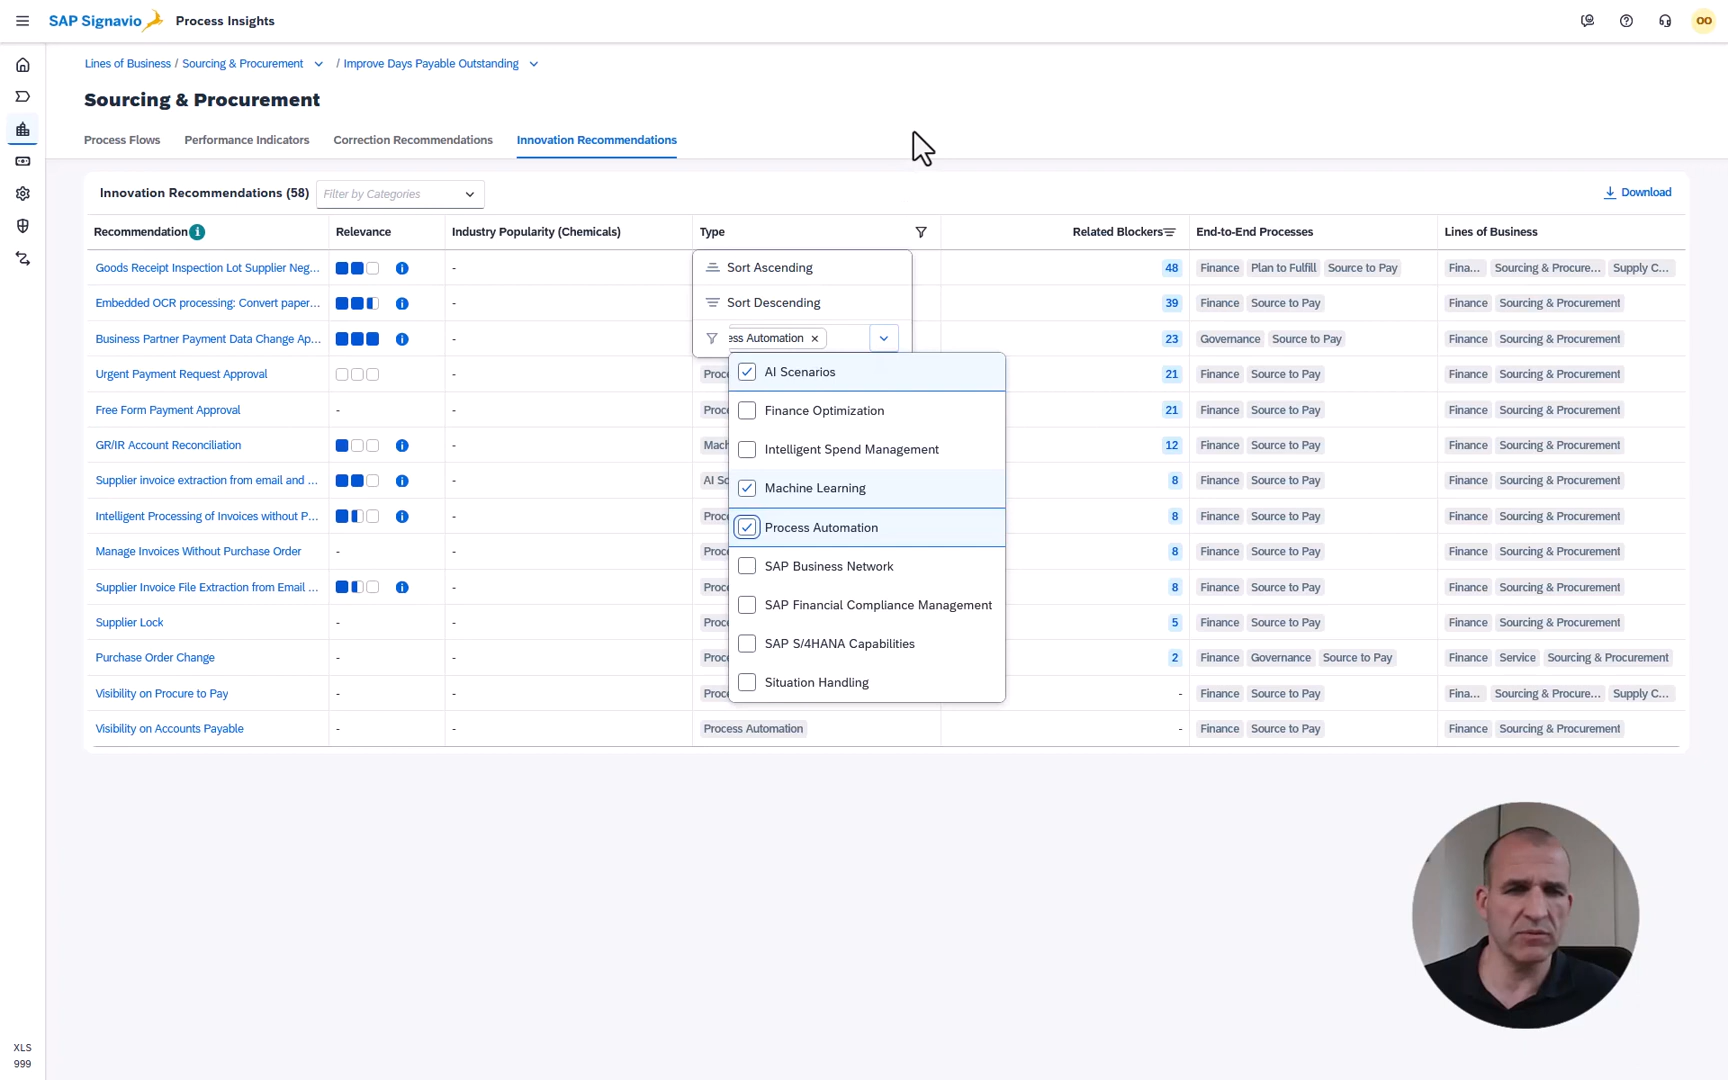 SAP Signavio Process Insights OO
Lines of Business / Sourcing & Procurement / Improve Days Payable Outstanding
Sourcing & Procurement
Process Flows Performance Indicators Correction Recommendations Innovation Recommendations
Innovation Recommendations (58) Filter by Categories Download
Recommendation Relevance Industry Popularity (Chemicals) Type Related Blockers End-to-End Processes Lines of Business
Goods Receipt Inspection Lot Supplier Neg... - Sort Ascending 48 Finance Plan to Fulfill Source to Pay Fina... Sourcing & Procure... Supply C...
Embedded OCR processing: Convert paper... - Sort Descending 39 Finance Source to Pay Finance Sourcing & Procurement
Business Partner Payment Data Change Ap... - ess Automation × 23 Governance Source to Pay Finance Sourcing & Procurement
Urgent Payment Request Approval - Proc AI Scenarios 21 Finance Source to Pay Finance Sourcing & Procurement
Free Form Payment Approval - - Proc Finance Optimization 21 Finance Source to Pay Finance Sourcing & Procurement
GR/IR Account Reconciliation - Mach Intelligent Spend Management 12 Finance Source to Pay Finance Sourcing & Procurement
Supplier invoice extraction from email and ... - AI Sc Machine Learning 8 Finance Source to Pay Finance Sourcing & Procurement
Intelligent Processing of Invoices without P... - Proc Process Automation 8 Finance Source to Pay Finance Sourcing & Procurement
Manage Invoices Without Purchase Order - - Proc SAP Business Network 8 Finance Source to Pay Finance Sourcing & Procurement
Supplier Invoice File Extraction from Email ... - Proc SAP Financial Compliance Management 8 Finance Source to Pay Finance Sourcing & Procurement
Supplier Lock - - Proc SAP S/4HANA Capabilities 5 Finance Source to Pay Finance Sourcing & Procurement
Purchase Order Change - - Proc 2 Finance Governance Source to Pay Finance Service Sourcing & Procurement
Visibility on Procure to Pay - - Proc Situation Handling - Finance Source to Pay Fina... Sourcing & Procure... Supply C...
Visibility on Accounts Payable - - Process Automation - Finance Source to Pay Finance Sourcing & Procurement
XLS
999